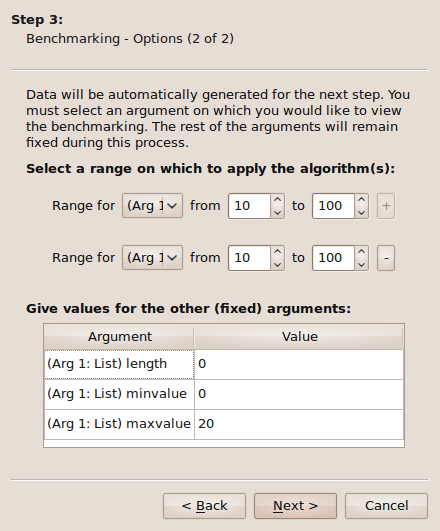 Step 3:
Benchmarking - Options (2 of 2)
Data will be automatically generated for the next step. You
must select an argument on which you would like to view
the benchmarking. The rest of the arguments will remain
fixed during this process.
Select a range on which to apply the algorithm(s):
Range for (Arg 1 from 10 to 100 +
Range for (Arg 1 from 10 to 100 -
Give values for the other (fixed) arguments:
Argument Value
(Arg 1: List) length 0
(Arg 1: List) minvalue 0
(Arg 1: List) maxvalue 20
< Back Next > Cancel